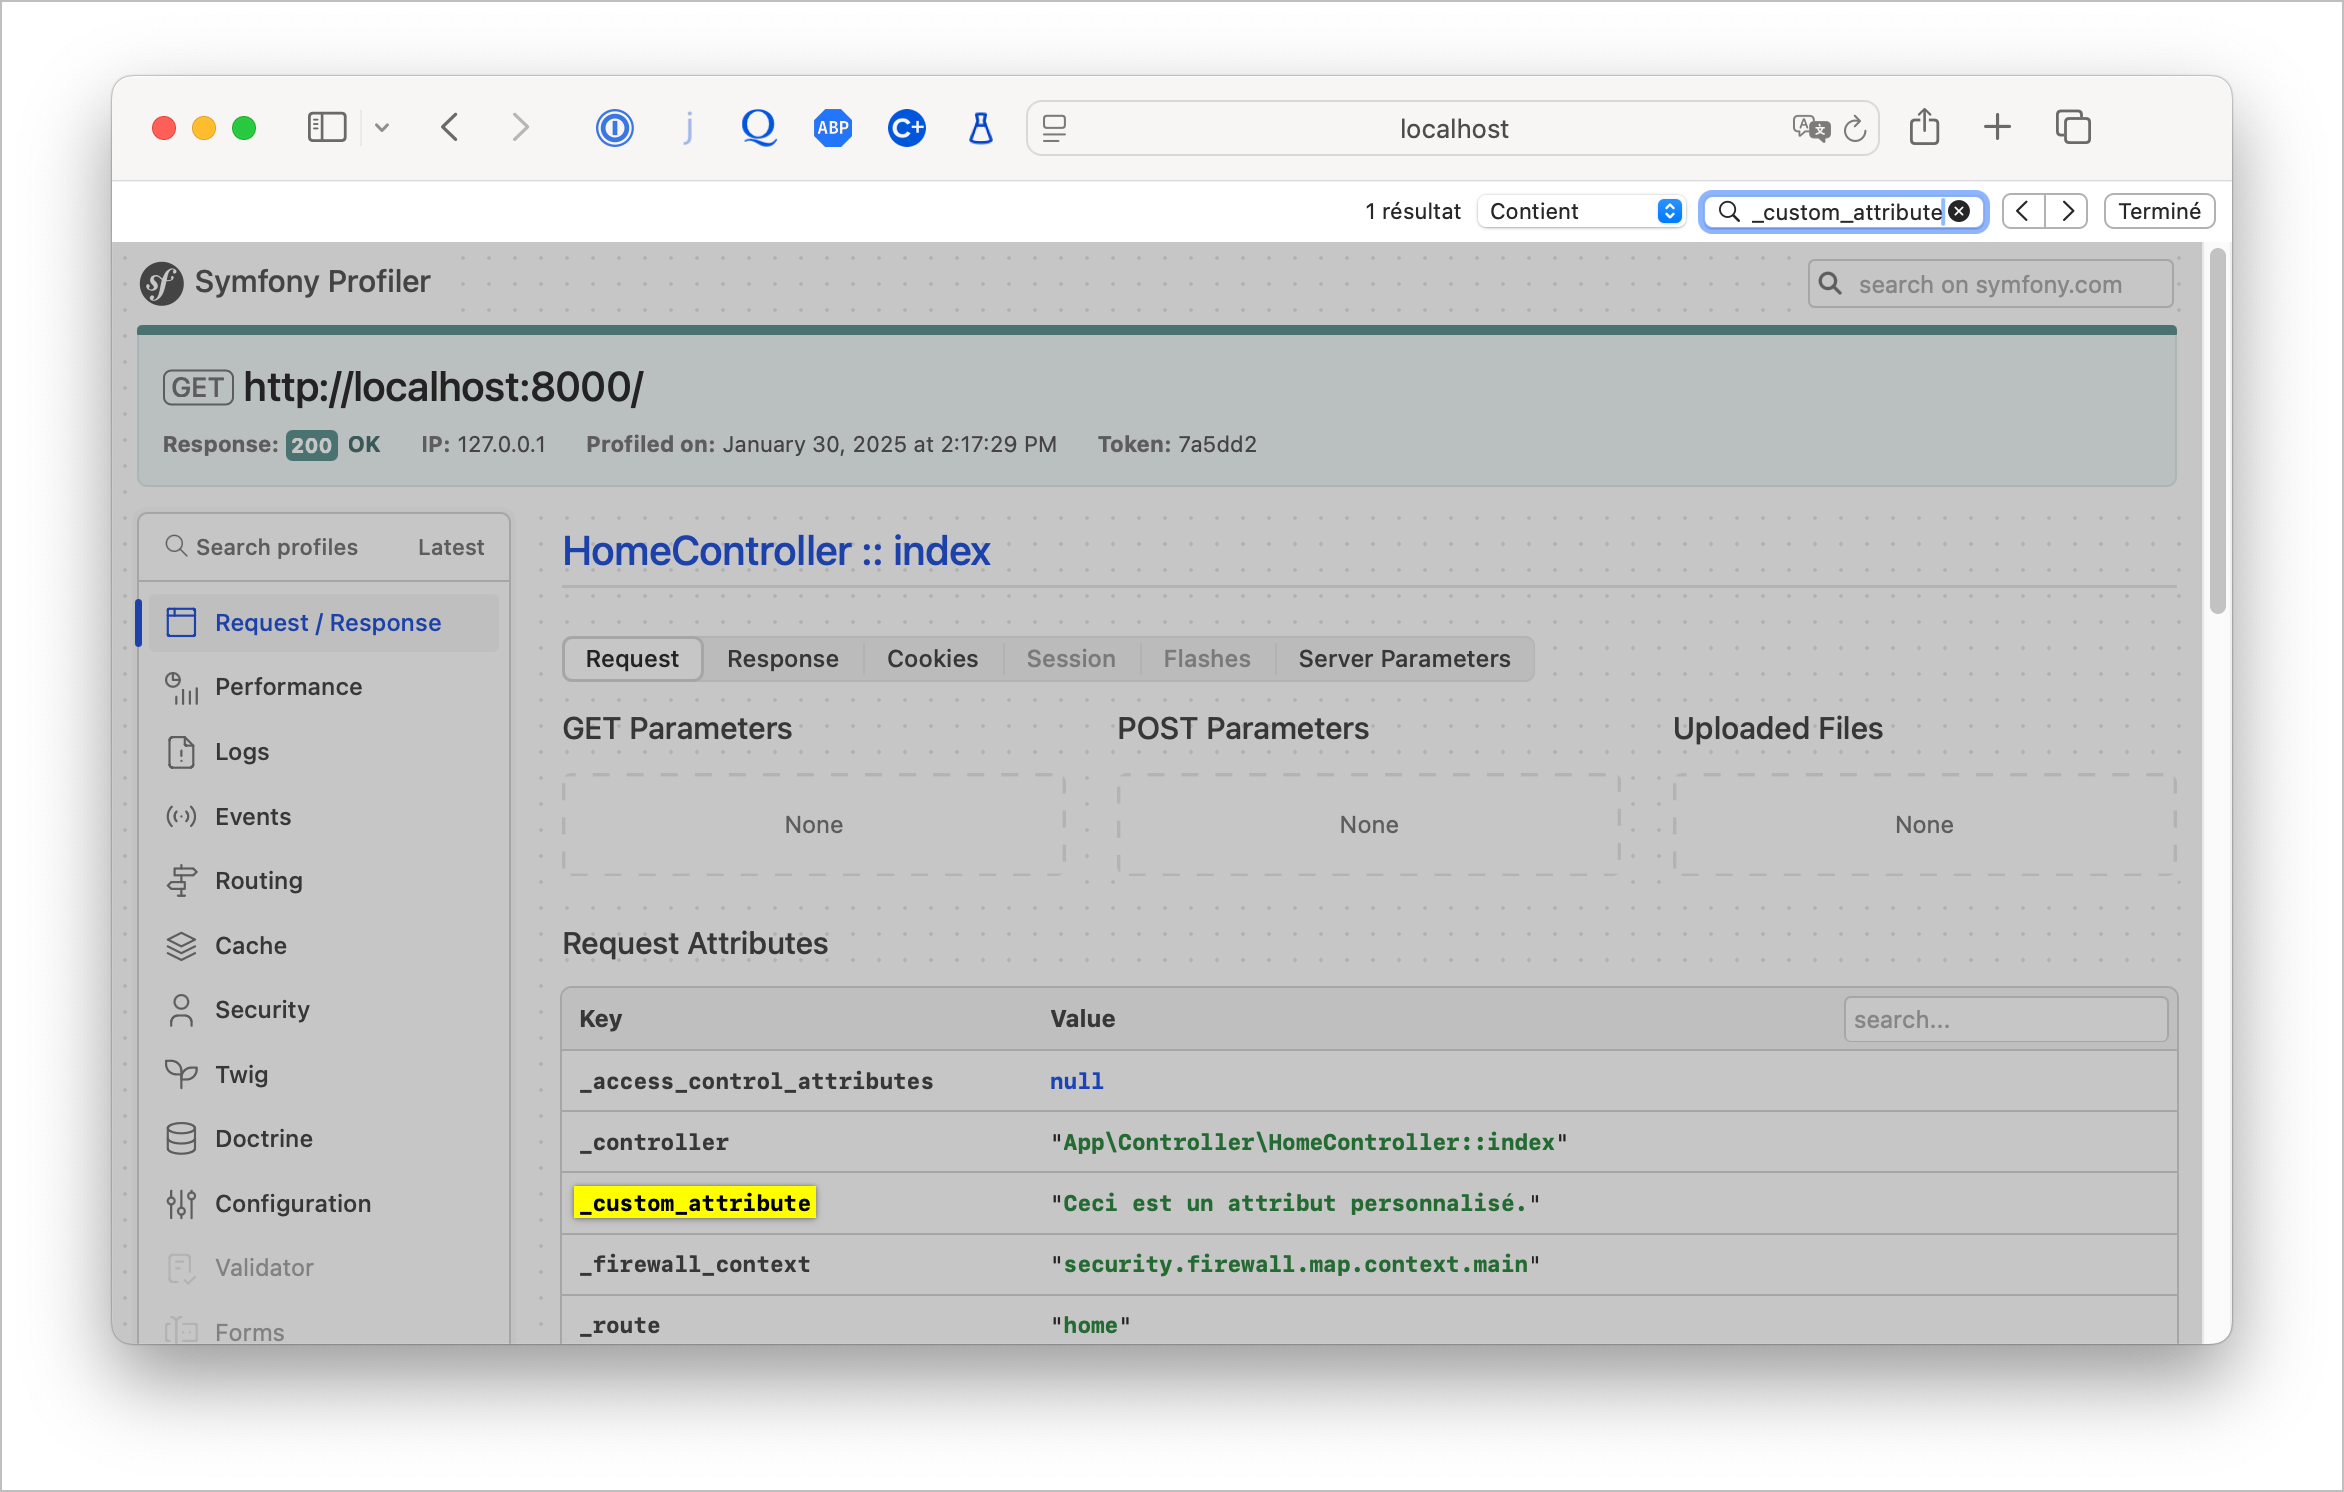 localhost
1 résultat Contient _custom_attribute Terminé
Symfony Profiler search on symfony.com
GET http://localhost:8000/
Response: 200 OK IP: 127.0.0.1 Profiled on: January 30, 2025 at 2:17:29 PM Token: 7a5dd2
Search profiles Latest
Request / Response
Performance
Logs
Events
Routing
Cache
Security
Twig
Doctrine
Configuration
Validator
Forms
HomeController :: index
Request Response Cookies Session Flashes Server Parameters
GET Parameters POST Parameters Uploaded Files
None None None
Request Attributes
Key Value search...
_access_control_attributes null
_controller "App\Controller\HomeController::index"
_custom_attribute "Ceci est un attribut personnalisé."
_firewall_context "security.firewall.map.context.main"
_route "home"
j Q ABP C+